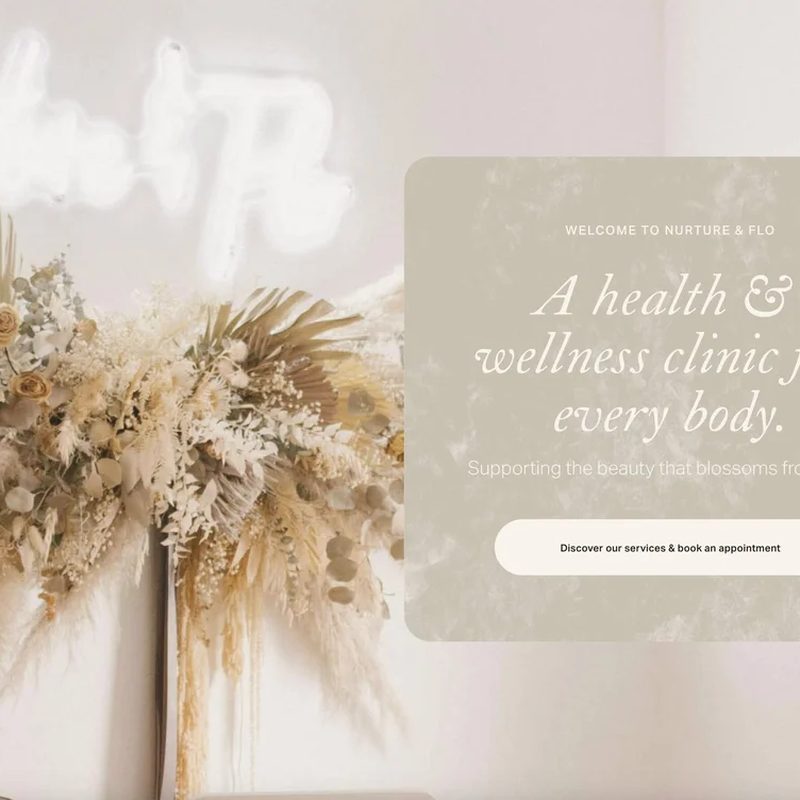 WELCOME TO NURTURE & FLO
A health &
wellness clinic
every body.
Supporting the beauty that blossoms
Discover our services & book an appointment